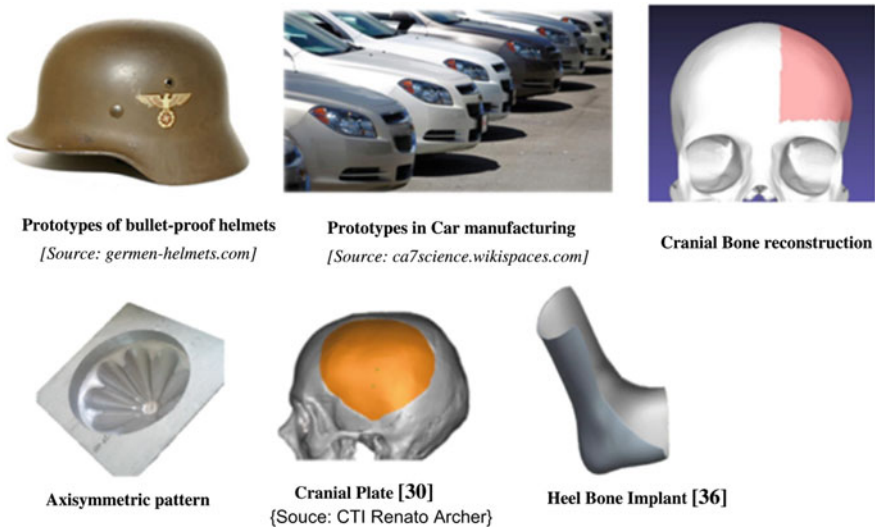 Prototypes of bullet-proof helmets
[Source: germen-helmets.com]
Prototypes in Car manufacturing
[Source: ca7science.wikispaces.com]
Cranial Bone reconstruction
Axisymmetric pattern
Cranial Plate [30]
{Souce: CTI Renato Archer}
Heel Bone Implant [36]